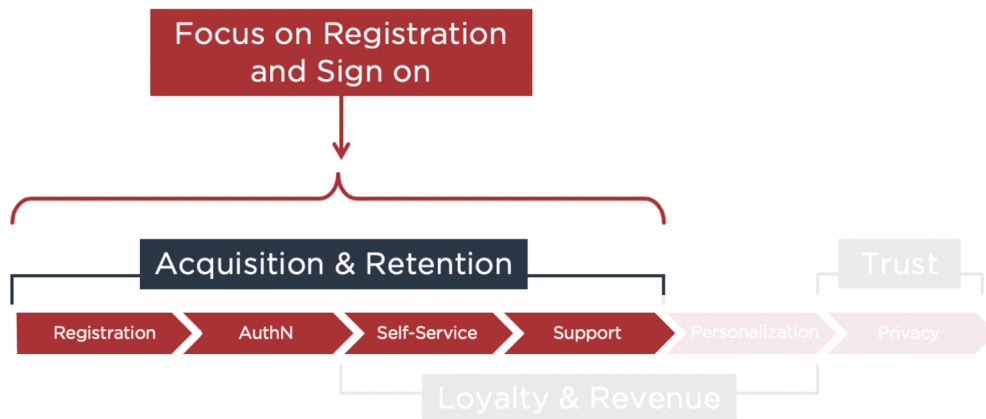 Focus on Registration
and Sign on
Acquisition & Retention
Trust
Registration
AuthN
Self-Service
Support
Personalization
Privacy
Loyalty & Revenue